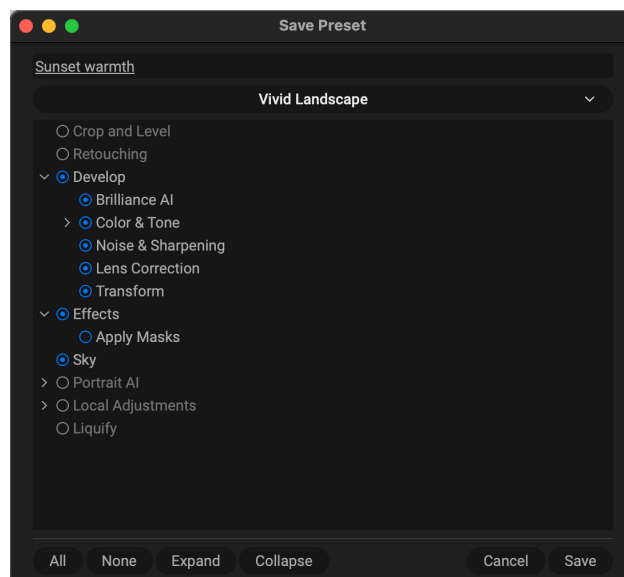 Save Preset
Sunset warmth
Vivid Landscape
Crop and Level
Retouching
Develop
Brilliance AI
Color & Tone
Noise & Sharpening
Lens Correction
Transform
Effects
Apply Masks
Sky
Portrait AI
Local Adjustments
Liquify
All None Expand Collapse Cancel Save